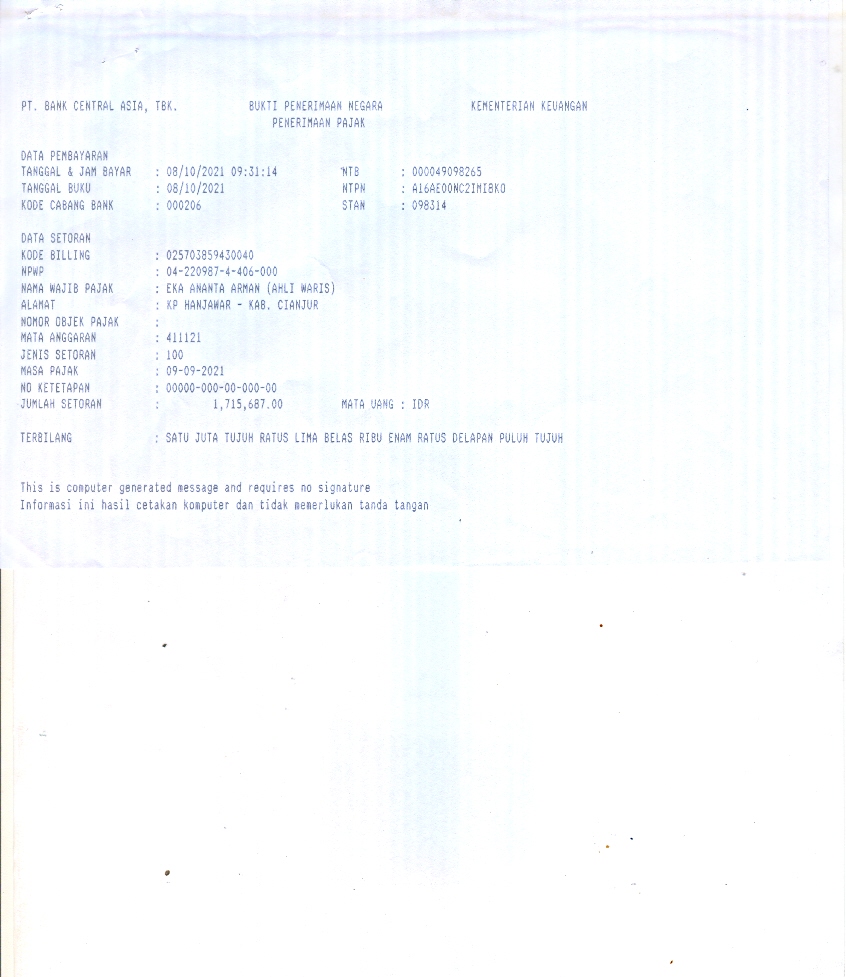 PT. BANK CENTRAL ASIA, TBK. BUKTI PENERIMAAN NEGARA KEMENTERIAN KEUANGAN
PENERIMAAN PAJAK
DATA PEMBAYARAN
TANGGAL & JAM BAYAR : 08/10/2021 09:31:14 NTB : 000049098265
TANGGAL BUKU : 08/10/2021 NTPN : A16AE00NC2IMIBKO
KODE CABANG BANK : 000206 STAN : 098314
DATA SETORAN
KODE BILLING : 025703859430040
NPWP : 04-220987-4-406-000
NAMA WAJIB PAJAK : EKA ANANTA ARMAN (AHLI WARIS)
ALAMAT : KP HANJAWAR - KAB. CIANJUR
NOMOR OBJEK PAJAK :
MATA ANGGARAN : 411121
JENIS SETORAN : 100
MASA PAJAK : 09-09-2021
NO KETETAPAN : 00000-000-00-000-00
JUMLAH SETORAN : 1,715,687.00 MATA UANG : IDR
TERBILANG : SATU JUTA TUJUH RATUS LIMA BELAS RIBU ENAM RATUS DELAPAN PULUH TUJUH
This is computer generated message and requires no signature
Informasi ini hasil cetakan komputer dan tidak memerlukan tanda tangan